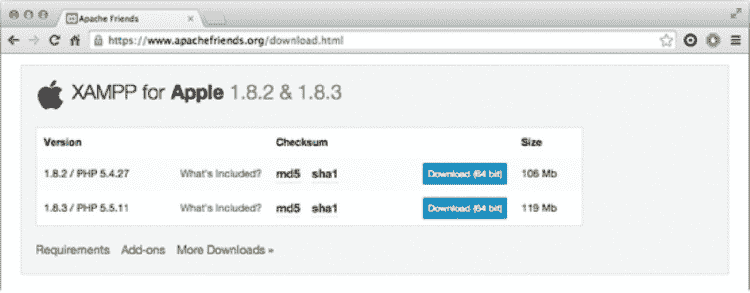 Apache Friends
https://www.apachefriends.org/download.html
XAMPP for Apple 1.8.2 & 1.8.3
Version Checksum Size
1.8.2 / PHP 5.4.27 What's Included? md5 sha1 Download (64 bit) 106 Mb
1.8.3 / PHP 5.5.11 What's Included? md5 sha1 Download (64 bit) 119 Mb
Requirements Add-ons More Downloads »